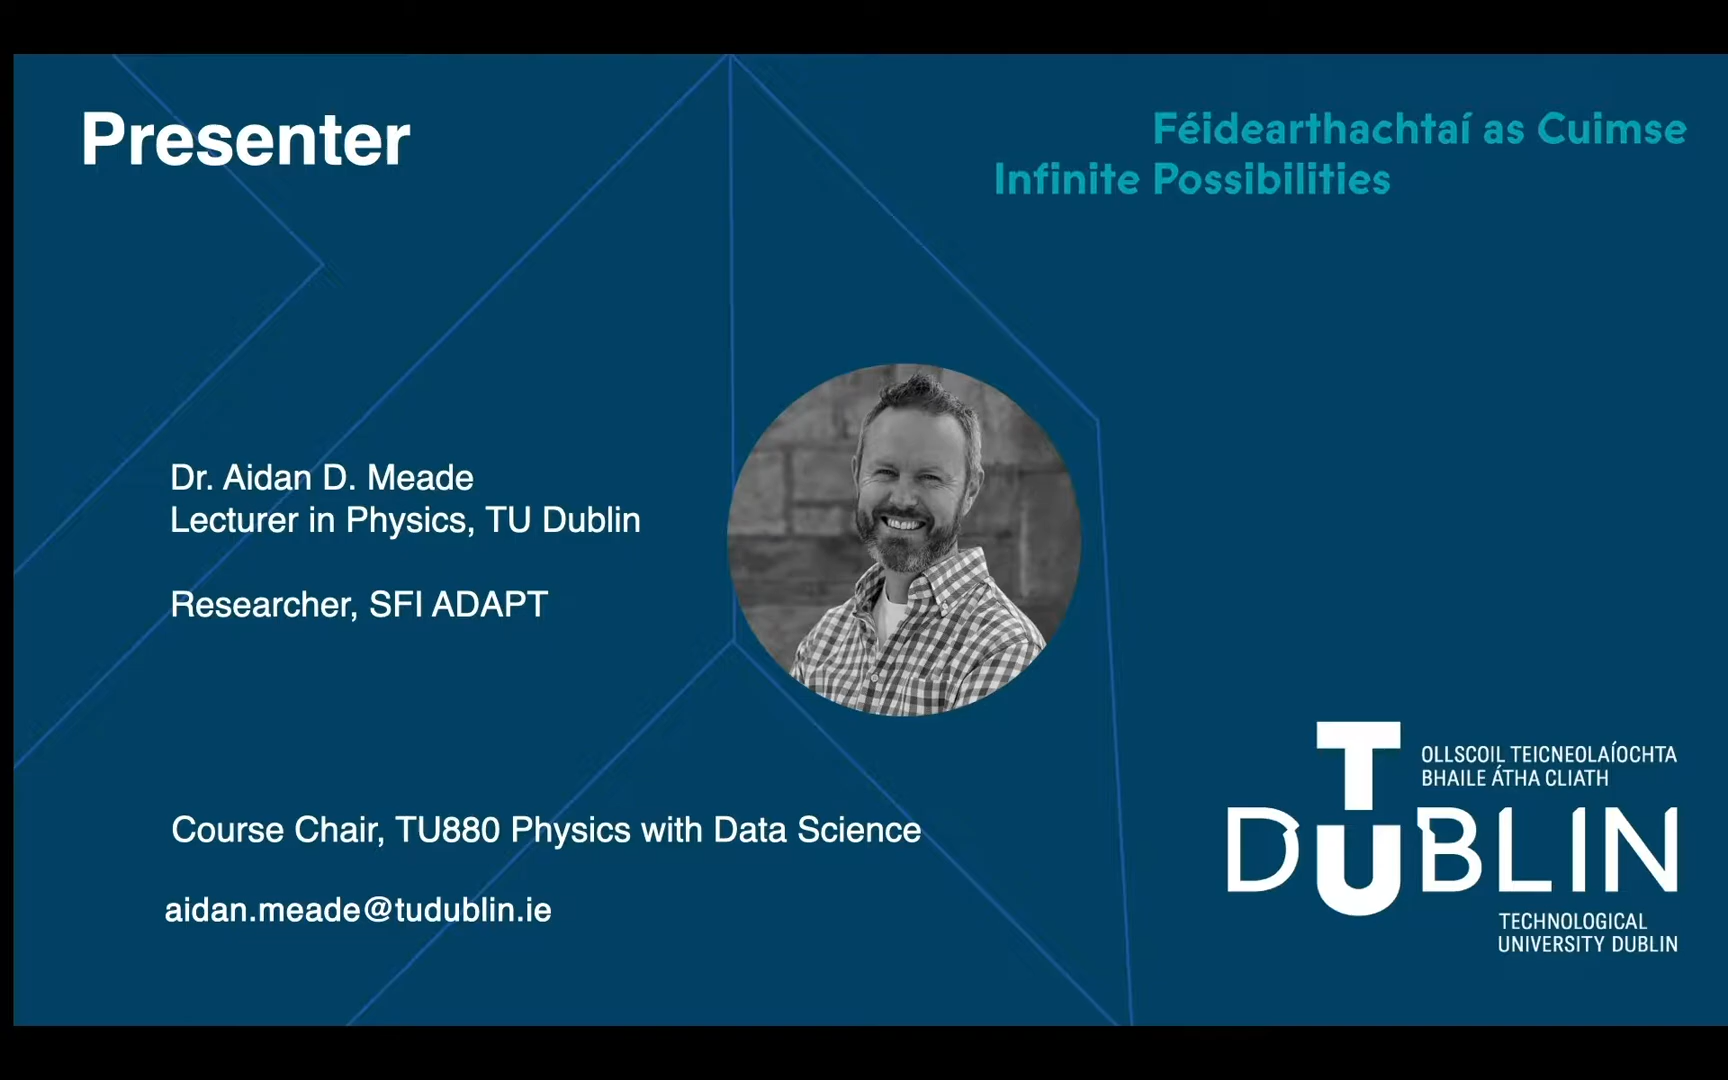 Presenter
Féidearthachtaí as Cuimse
Infinite Possibilities
Dr. Aidan D. Meade
Lecturer in Physics, TU Dublin
Researcher, SFI ADAPT
Course Chair, TU880 Physics with Data Science
aidan.meade@tudublin.ie
OLLSCOIL TEICNEOLAÍOCHTA
BHAILE ÁTHA CLIATH
TU DUBLIN
TECHNOLOGICAL
UNIVERSITY DUBLIN